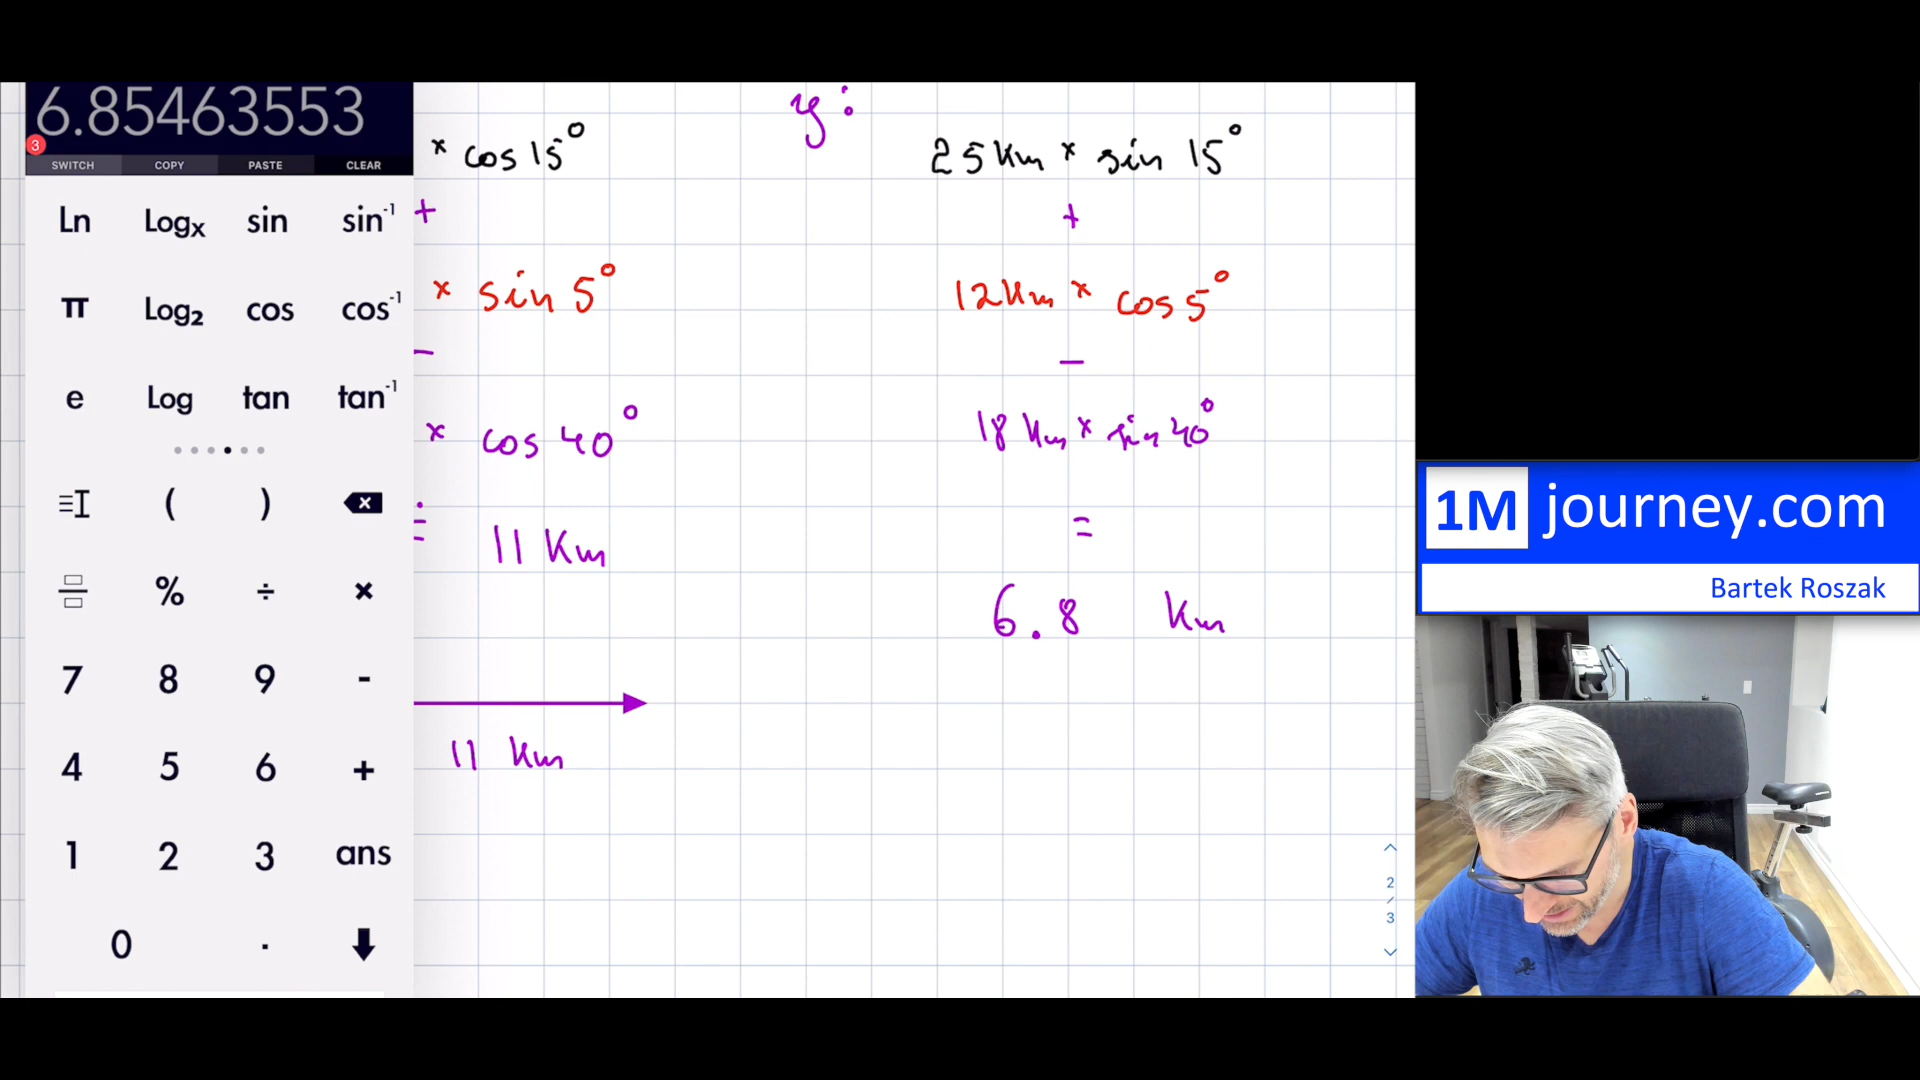 6.85463553
3
SWITCH COPY PASTE CLEAR
Ln Logx sin sin-1
π Log2 cos cos-1
e Log tan tan-1
( )
% ÷ ×
7 8 9 -
4 5 6 +
1 2 3 ans
0 .
× cos 15°
+
× sin 5°
−
× cos 40°
=
11 Km
11 Km
y:
25 Km × sin 15°
+
12 Km × cos 5°
−
18 Km × sin 40°
=
6.8 Km
2
/
3
1M journey.com
Bartek Roszak